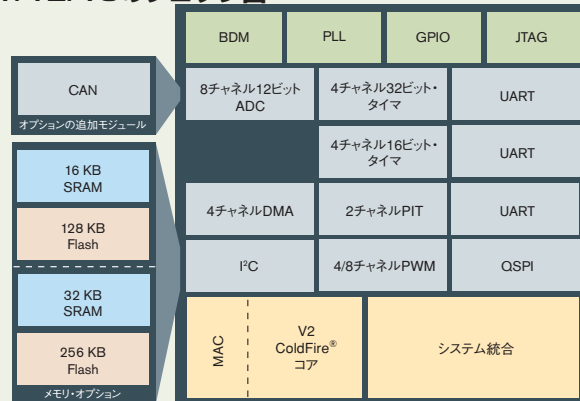 BDM
PLL
GPIO
JTAG
CAN
オプションの追加モジュール
8チャネル12ビット
ADC
4チャネル32ビット・
タイマ
UART
4チャネル16ビット・
タイマ
UART
16 KB
SRAM
128 KB
Flash
32 KB
SRAM
256 KB
Flash
メモリ・オプション
4チャネルDMA
2チャネルPIT
UART
I²C
4/8チャネルPWM
QSPI
MAC
V2
ColdFire®
コア
システム統合